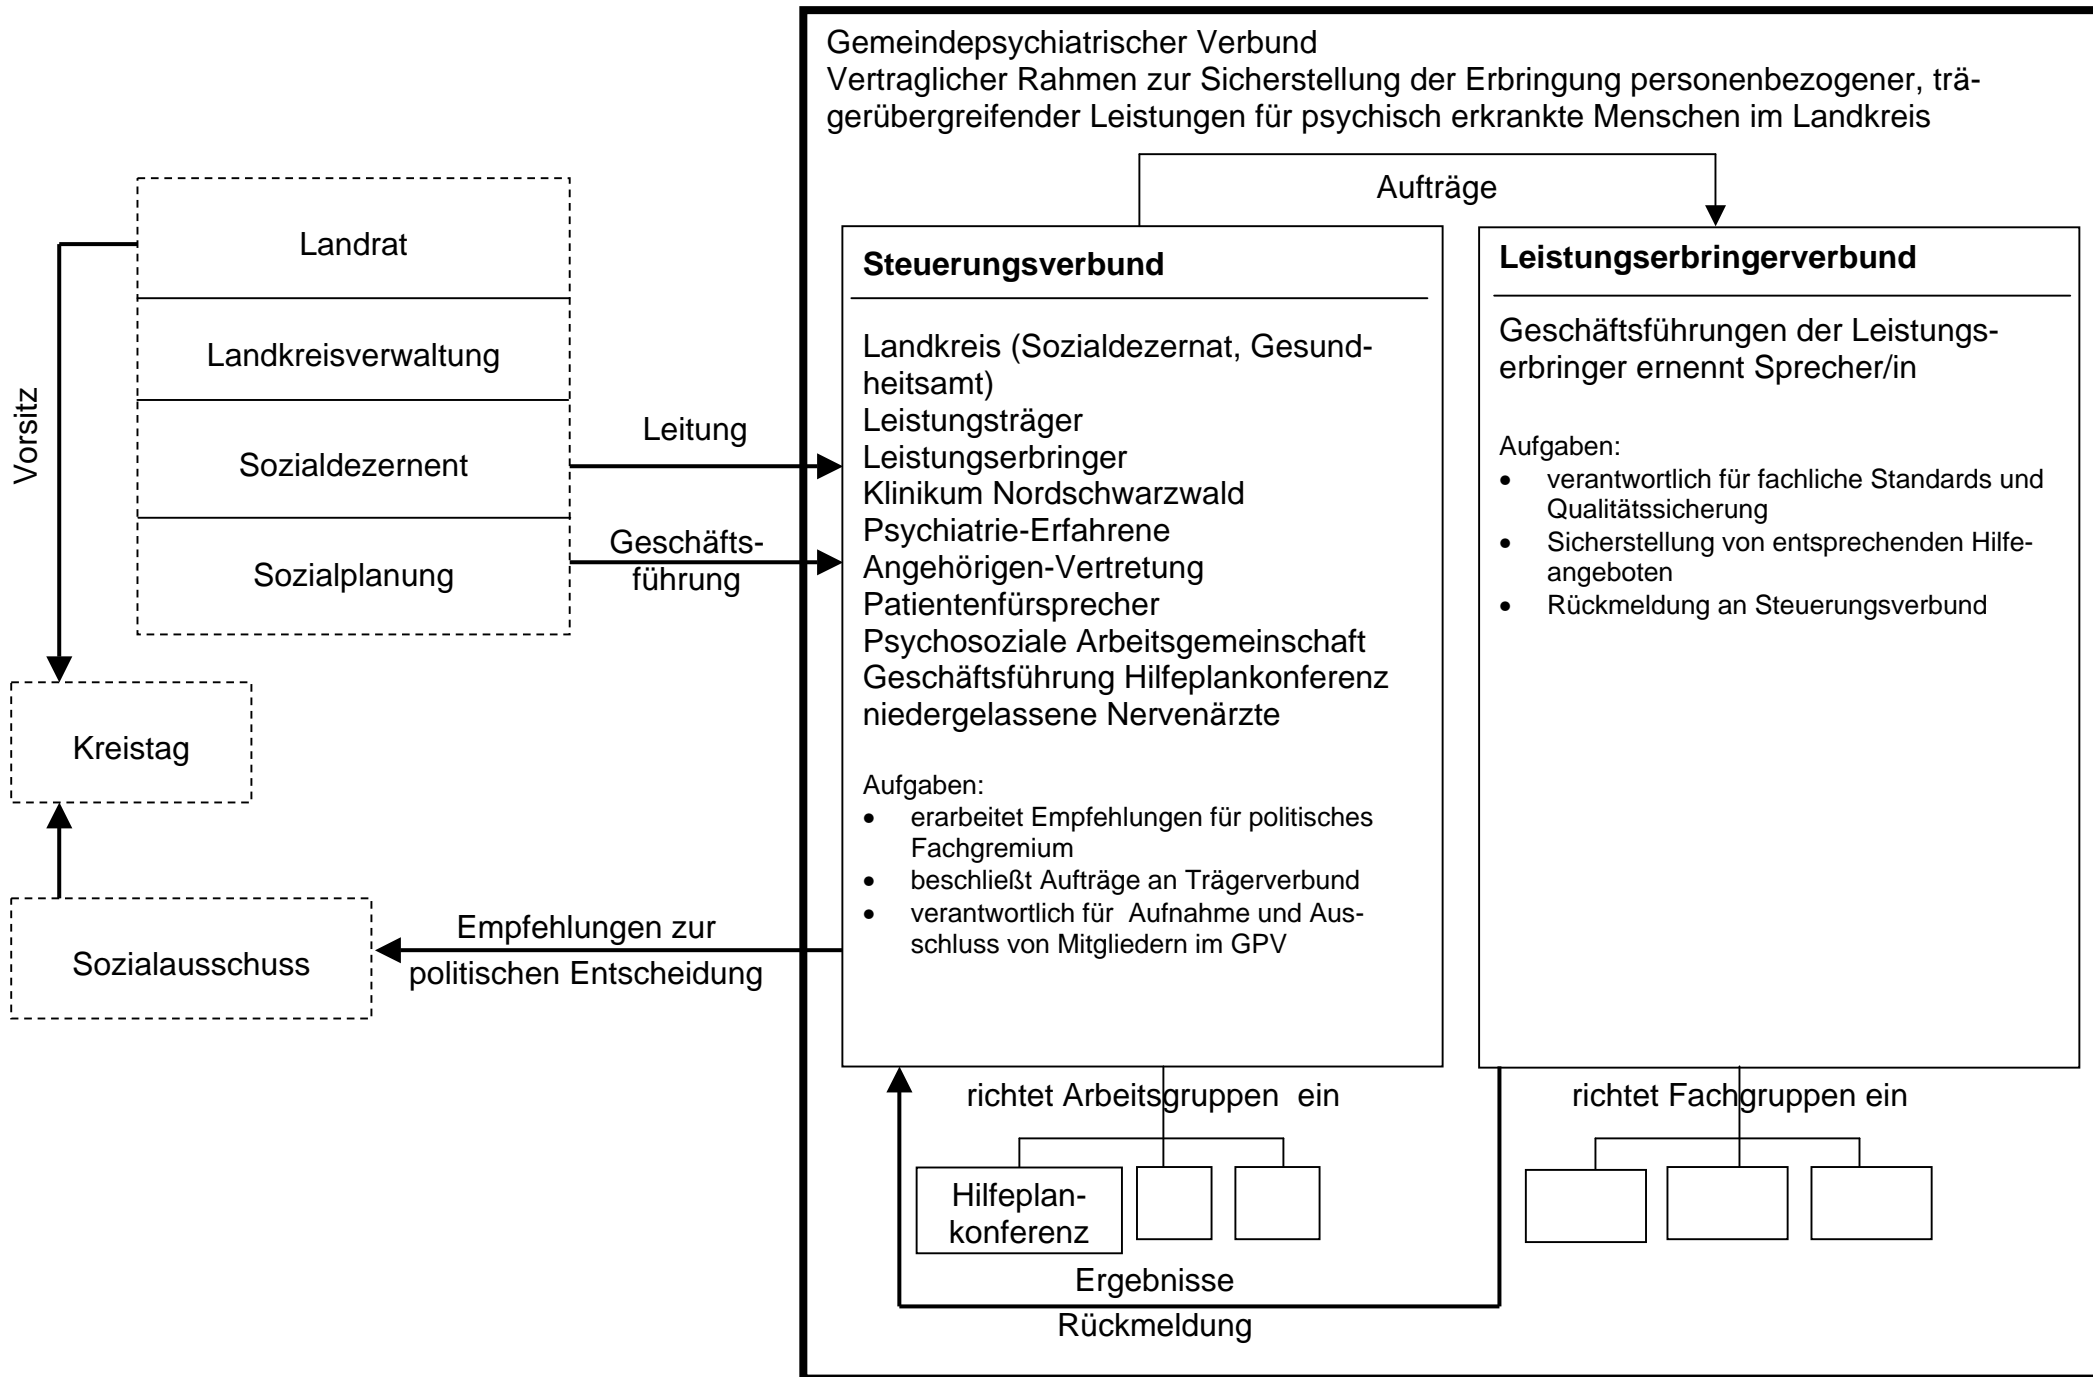 Gemeindepsychiatrischer Verbund
Vertraglicher Rahmen zur Sicherstellung der Erbringung personenbezogener, trä-
gerübergreifender Leistungen für psychisch erkrankte Menschen im Landkreis
Aufträge
Landrat
Landkreisverwaltung
Sozialdezernent
Sozialplanung
Vorsitz
Leitung
Geschäfts-
führung
Kreistag
Sozialausschuss
Empfehlungen zur
politischen Entscheidung
Steuerungsverbund
Landkreis (Sozialdezernat, Gesund-
heitsamt)
Leistungsträger
Leistungserbringer
Klinikum Nordschwarzwald
Psychiatrie-Erfahrene
Angehörigen-Vertretung
Patientenfürsprecher
Psychosoziale Arbeitsgemeinschaft
Geschäftsführung Hilfeplankonferenz
niedergelassene Nervenärzte
Aufgaben:
• erarbeitet Empfehlungen für politisches
Fachgremium
• beschließt Aufträge an Trägerverbund
• verantwortlich für  Aufnahme und Aus-
schluss von Mitgliedern im GPV
richtet Arbeitsgruppen  ein
Hilfeplan-
konferenz
Ergebnisse
Rückmeldung
Leistungserbringerverbund
Geschäftsführungen der Leistungs-
erbringer ernennt Sprecher/in
Aufgaben:
• verantwortlich für fachliche Standards und
Qualitätssicherung
• Sicherstellung von entsprechenden Hilfe-
angeboten
• Rückmeldung an Steuerungsverbund
richtet Fachgruppen ein